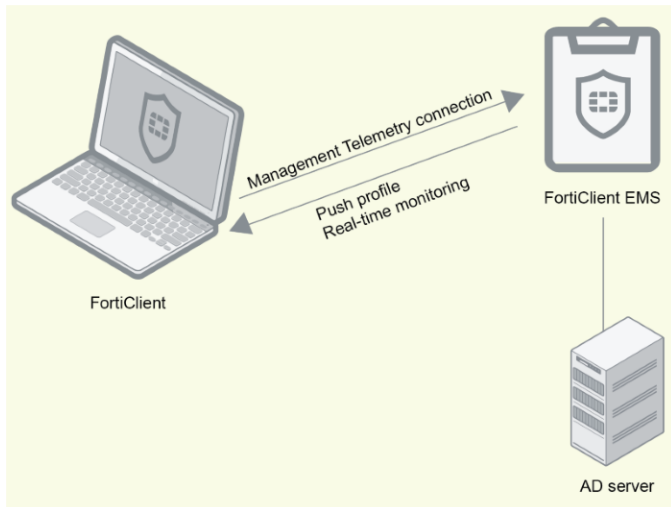 Management Telemetry connection
Push profile
Real-time monitoring
FortiClient EMS
FortiClient
AD server